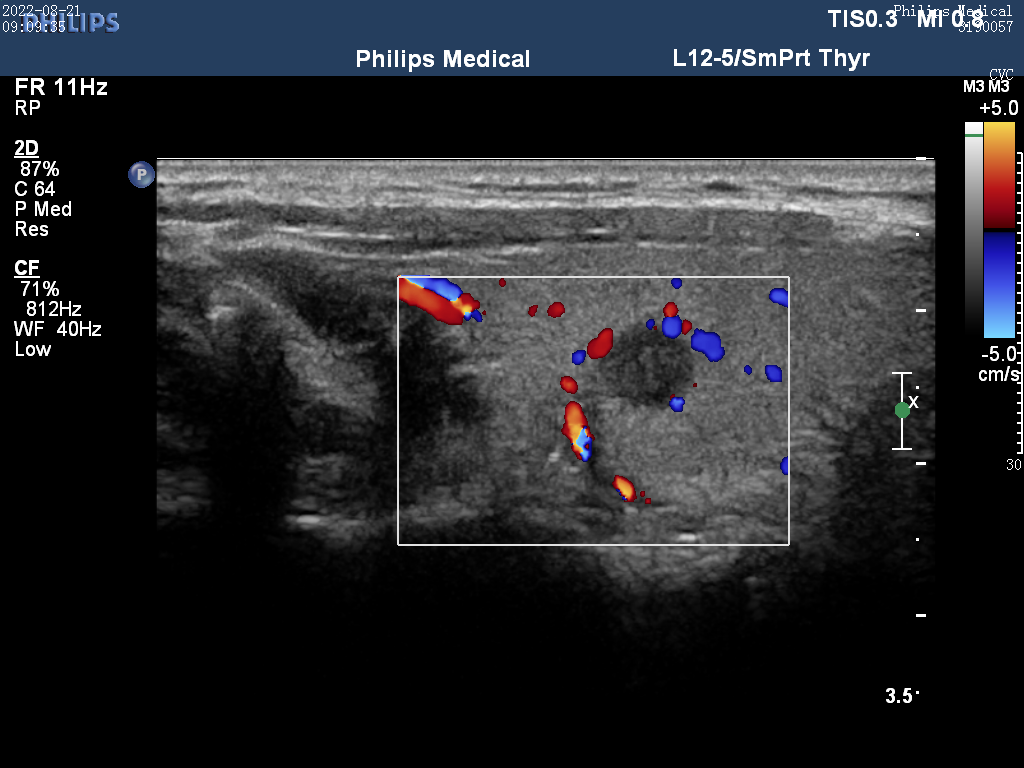 2022-08-21
09:09:35
PHILIPS
TIS0.3 MI 0.8
Philips Medical
5190057
Philips Medical
L12-5/SmPrt Thyr
CVC
FR 11Hz
RP
M3 M3
+5.0
2D
87%
C 64
P Med
Res
P
CF
71%
812Hz
WF 40Hz
Low
-5.0
cm/s
x
30
3.5